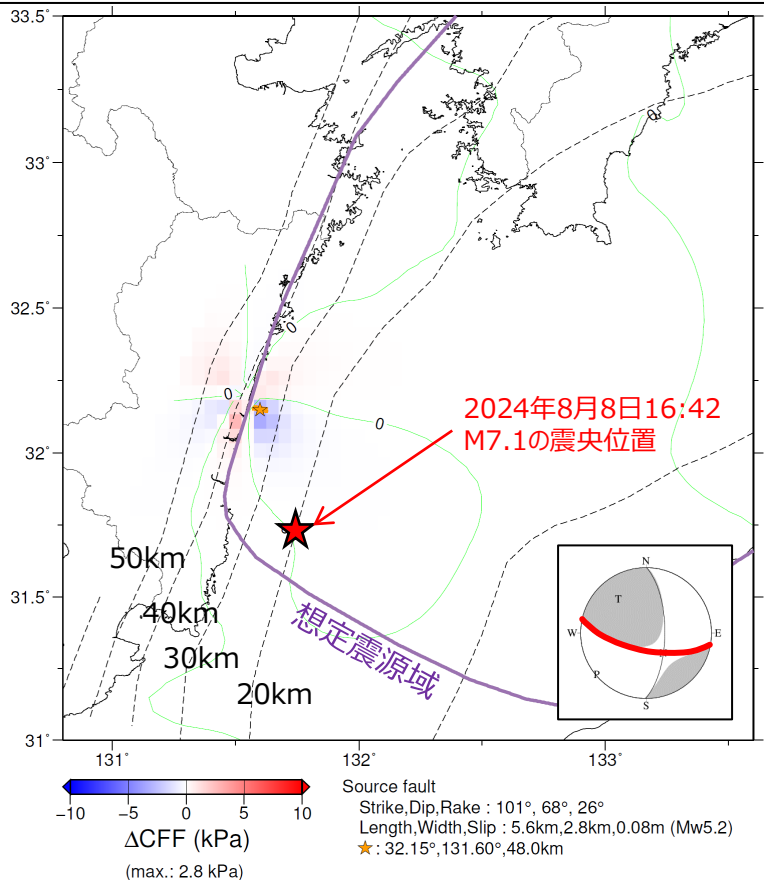 33.5°
33°
32.5°
32°
31.5°
31°
131°
132°
133°
0
0
0
0
2024年8月8日16:42
M7.1の震央位置
50km
40km
30km
20km
想定震源域
N
T
W
E
P
S
−10
−5
0
5
10
ΔCFF (kPa)
(max.: 2.8 kPa)
Source fault
Strike,Dip,Rake : 101°, 68°, 26°
Length,Width,Slip : 5.6km,2.8km,0.08m (Mw5.2)
: 32.15°,131.60°,48.0km